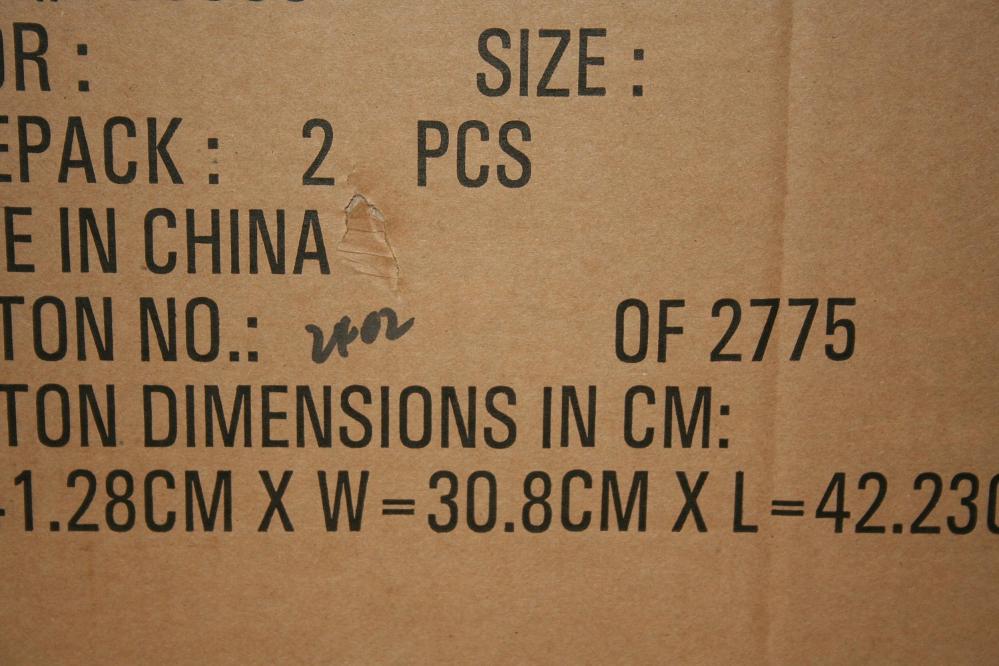 OR : SIZE :
EPACK : 2 PCS
E IN CHINA
TON NO.: 2402 OF 2775
TON DIMENSIONS IN CM:
1.28CM X W=30.8CM X L=42.230